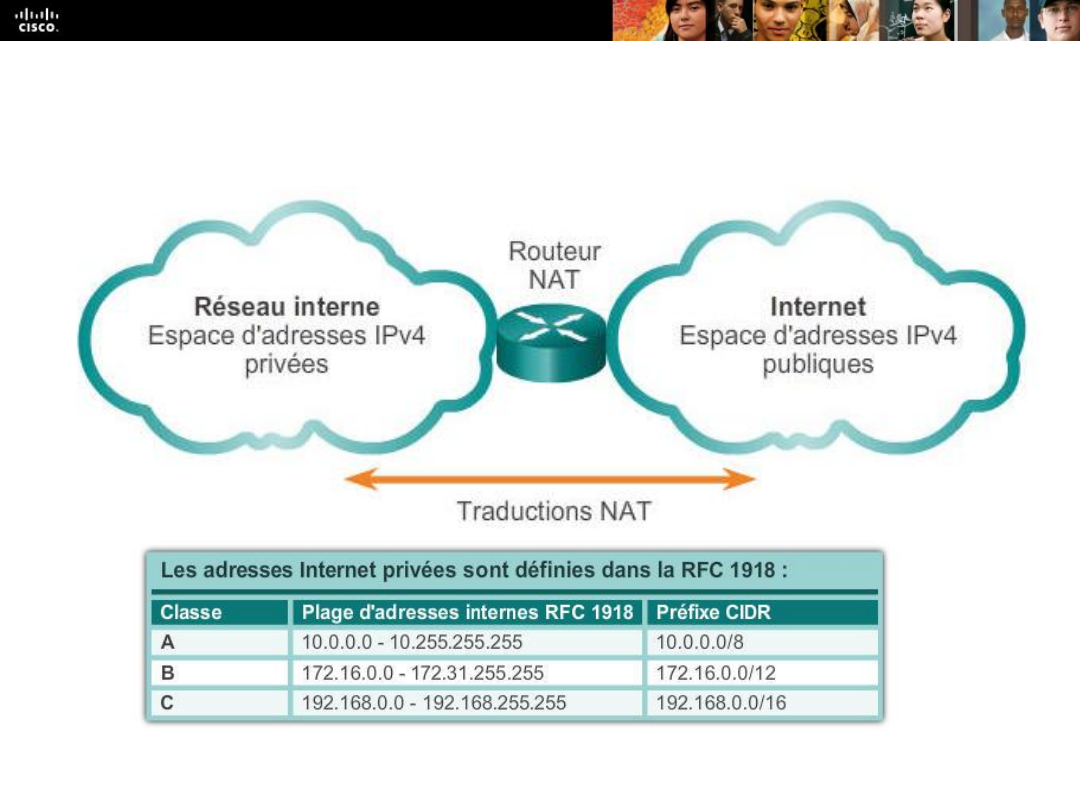 CISCO.
Routeur
NAT
Réseau interne
Espace d'adresses IPv4
privées
Internet
Espace d'adresses IPv4
publiques
Traductions NAT
Les adresses Internet privées sont définies dans la RFC 1918 :
Classe Plage d'adresses internes RFC 1918 Préfixe CIDR
A 10.0.0.0 - 10.255.255.255 10.0.0.0/8
B 172.16.0.0 - 172.31.255.255 172.16.0.0/12
C 192.168.0.0 - 192.168.255.255 192.168.0.0/16